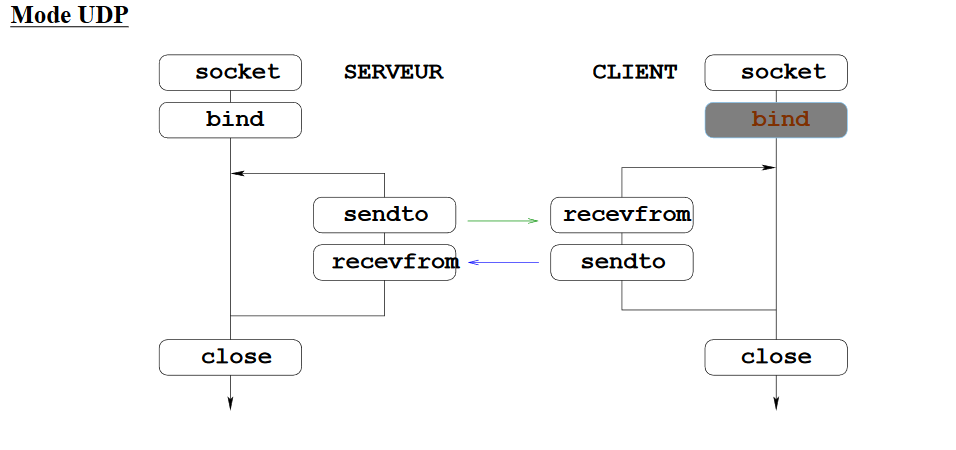 Mode UDP
socket SERVEUR CLIENT socket
bind bind
sendto recevfrom
recevfrom sendto
close close